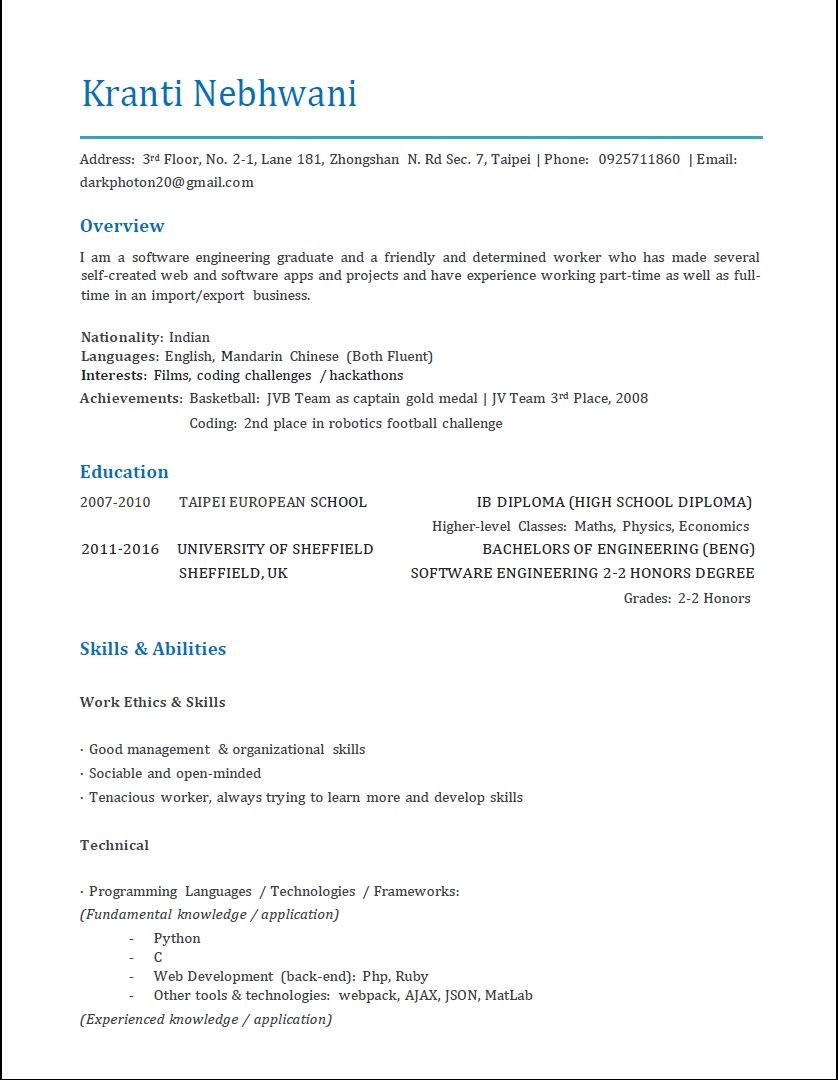 Kranti Nebhwani
Address: 3rd Floor, No. 2-1, Lane 181, Zhongshan N. Rd Sec. 7, Taipei | Phone: 0925711860 | Email:
darkphoton20@gmail.com
Overview
I am a software engineering graduate and a friendly and determined worker who has made several
self-created web and software apps and projects and have experience working part-time as well as full-
time in an import/export business.
Nationality: Indian
Languages: English, Mandarin Chinese (Both Fluent)
Interests: Films, coding challenges / hackathons
Achievements: Basketball: JVB Team as captain gold medal | JV Team 3rd Place, 2008
Coding: 2nd place in robotics football challenge
Education
2007-2010 TAIPEI EUROPEAN SCHOOL IB DIPLOMA (HIGH SCHOOL DIPLOMA)
Higher-level Classes: Maths, Physics, Economics
2011-2016 UNIVERSITY OF SHEFFIELD BACHELORS OF ENGINEERING (BENG)
SHEFFIELD, UK SOFTWARE ENGINEERING 2-2 HONORS DEGREE
Grades: 2-2 Honors
Skills & Abilities
Work Ethics & Skills
· Good management & organizational skills
· Sociable and open-minded
· Tenacious worker, always trying to learn more and develop skills
Technical
· Programming Languages / Technologies / Frameworks:
(Fundamental knowledge / application)
- Python
- C
- Web Development (back-end): Php, Ruby
- Other tools & technologies: webpack, AJAX, JSON, MatLab
(Experienced knowledge / application)